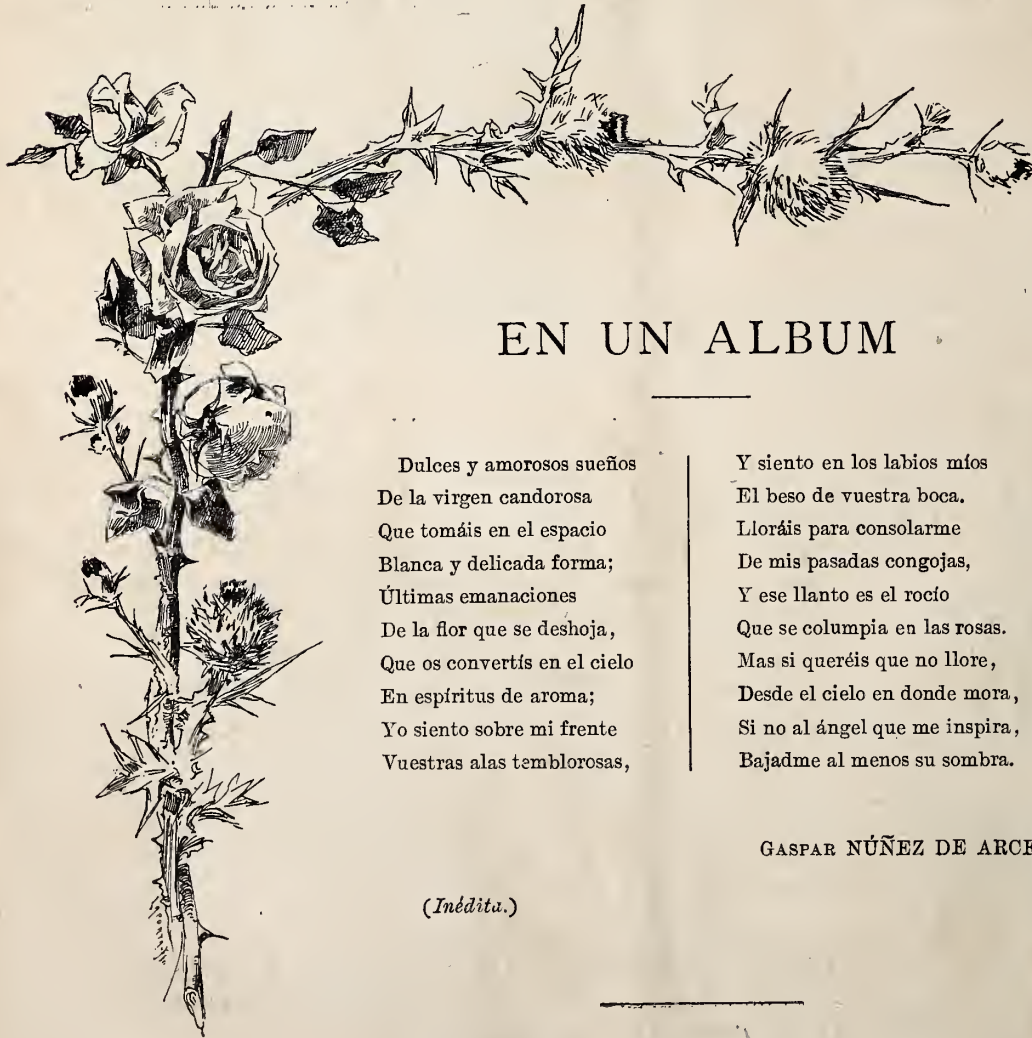 EN UN ALBUM
Dulces y amorosos sueños
De la virgen candorosa
Que tomáis en el espacio
Blanca y delicada forma;
Últimas emanaciones
De la flor que se deshoja,
Que os convertís en el cielo
En espíritus de aroma;
Yo siento sobre mi frente
Vuestras alas temblorosas,
Y siento en los labios míos
El beso de vuestra boca.
Lloráis para consolarme
De mis pasadas congojas,
Y ese llanto es el rocío
Que se columpia en las rosas.
Mas si queréis que no llore,
Desde el cielo en donde mora,
Si no al ángel que me inspira,
Bajadme al menos su sombra.
GASPAR NÚÑEZ DE ARCE
(Inédita.)